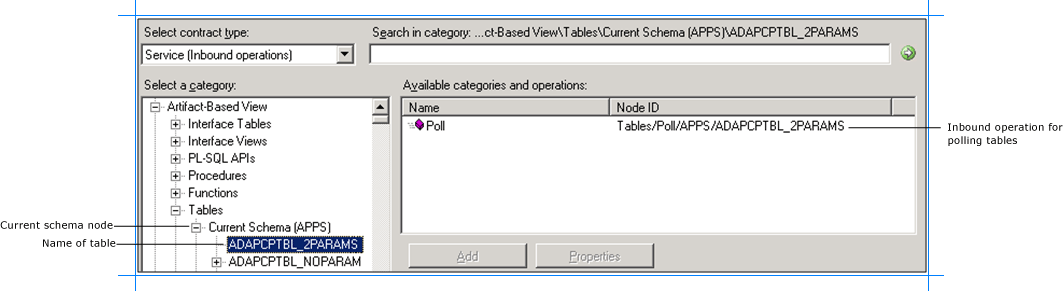 Select contract type:
Search in category: ...ct-Based View\Tables\Current Schema (APPS)\ADAPCPTBL_2PARAMS
Service (Inbound operations)
Select a category:
Available categories and operations:
Artifact-Based View
Interface Tables
Interface Views
PL-SQL APIs
Procedures
Functions
Tables
Current Schema (APPS)
ADAPCPTBL_2PARAMS
ADAPCPTBL_NOPARAM
Name
Node ID
Poll
Tables/Poll/APPS/ADAPCPTBL_2PARAMS
Add
Properties
Inbound operation for
polling tables
Current schema node
Name of table